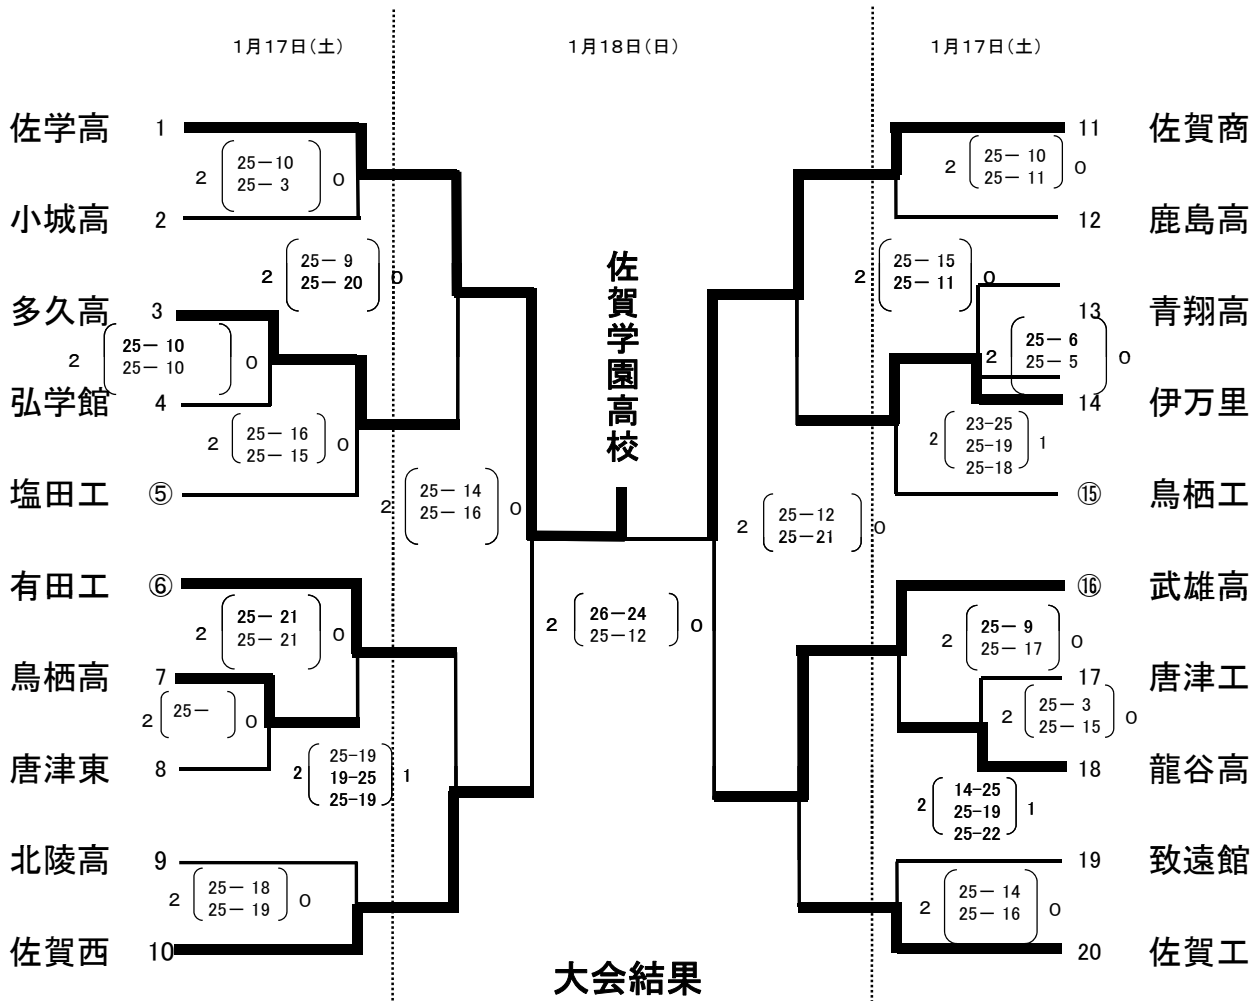 1月17日(土)
1月18日(日)
1月17日(土)
佐学高 1
2 25－10 0
25－ 3
小城高 2
2 25－ 9 0
25－ 20
多久高 3
2 25－ 10 0
25－ 10
弘学館 4
2 25－ 16 0
25－ 15
塩田工 ⑤
2 25－ 14 0
25－ 16
有田工 ⑥
2 25－ 21 0
25－ 21
鳥栖高 7
2 25－ 0
唐津東 8
25-19
2 19-25 1
25-19
北陵高 9
2 25－ 18 0
25－ 19
佐賀西 10
佐賀学園高校
2 26－24 0
25－12
大会結果
11 佐賀商
2 25－ 10 0
25－ 11
12 鹿島高
2 25－ 15 0
25－ 11
13 青翔高
2 25－ 6 0
25－ 5
14 伊万里
23-25
2 25-19 1
25-18
⑮ 鳥栖工
2 25－12 0
25－21
⑯ 武雄高
2 25－ 9 0
25－ 17
17 唐津工
2 25－ 3 0
25－ 15
18 龍谷高
14-25
2 25-19 1
25-22
19 致遠館
2 25－ 14 0
25－ 16
20 佐賀工